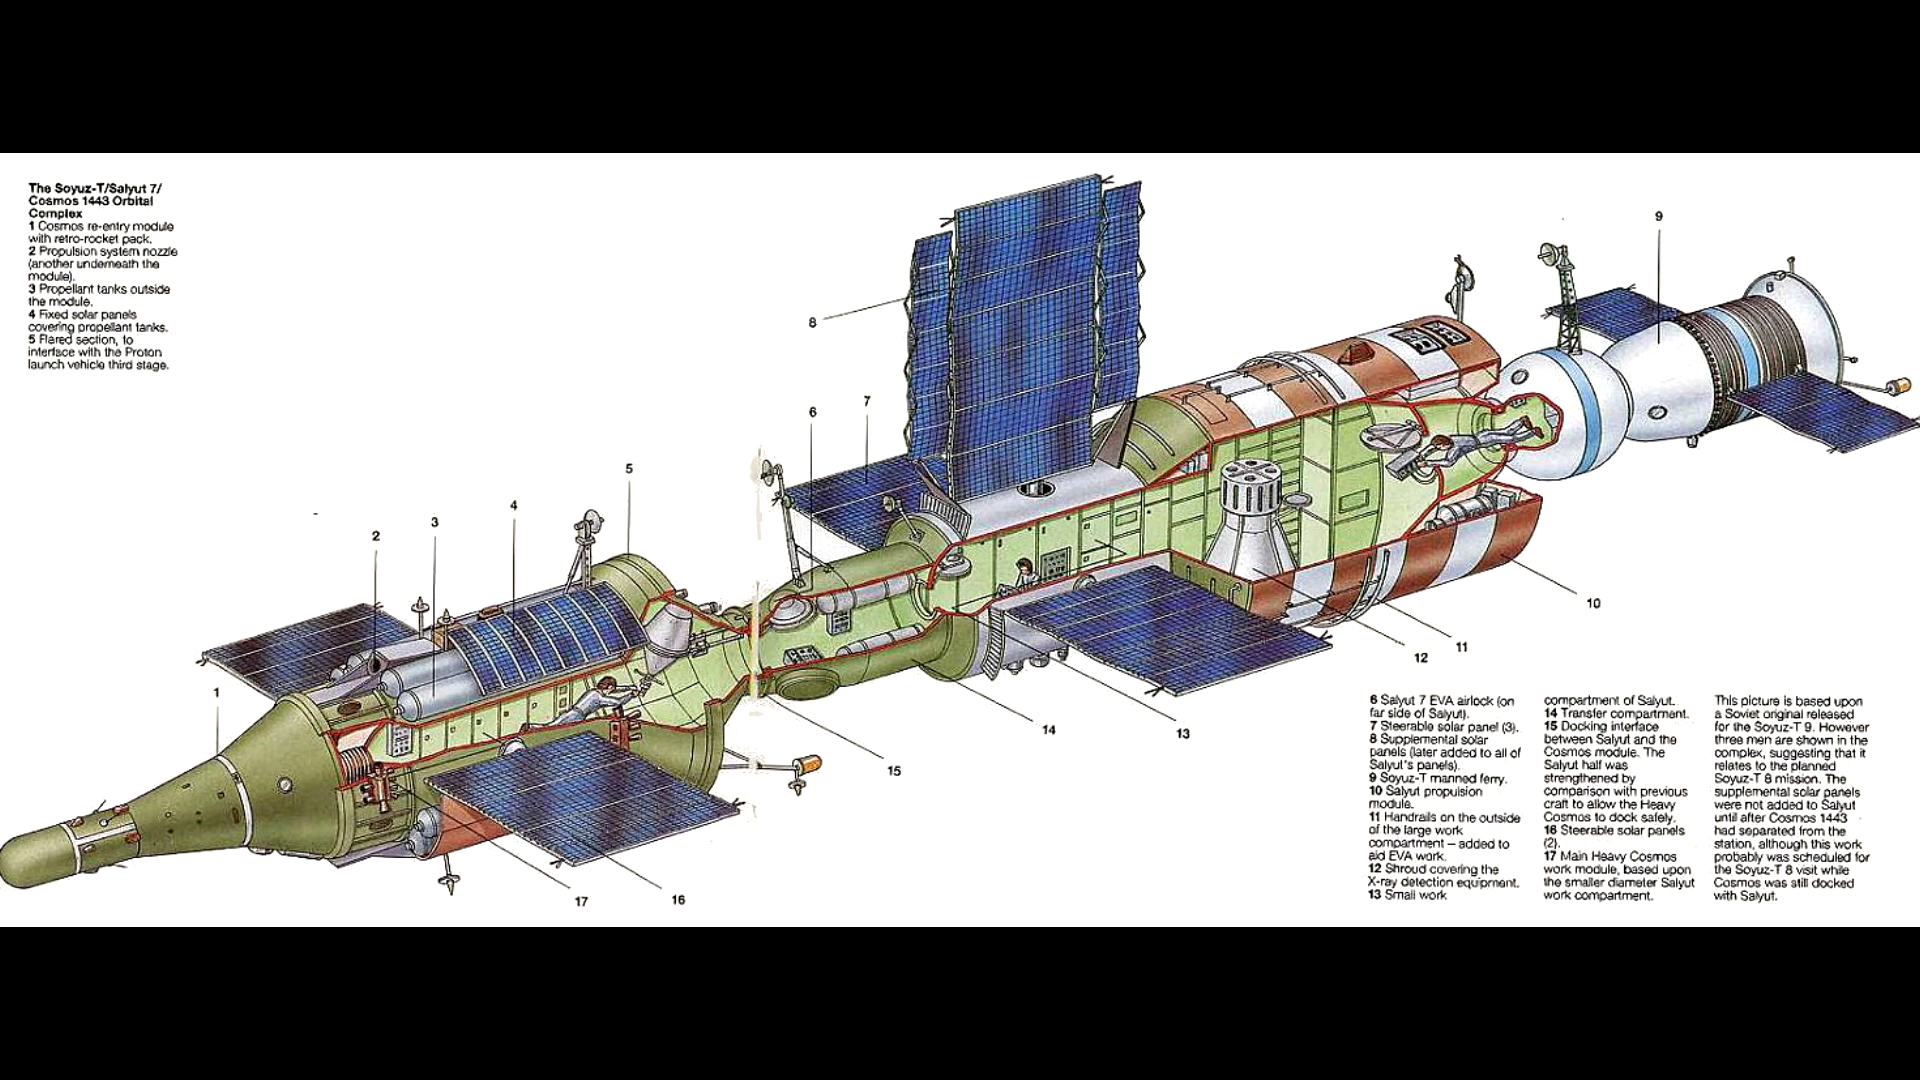 The Soyuz-T/Salyut 7/
Cosmos 1443 Orbital
Complex
1 Cosmos re-entry module
with retro-rocket pack.
2 Propulsion system nozzle
(another underneath the
module).
3 Propellant tanks outside
the module.
4 Fixed solar panels
covering propellant tanks.
5 Flared section, to
interface with the Proton
launch vehicle third stage.
9
8
6
7
5
4
3
2
1
10
11
12
13
14
15
16
17
6 Salyut 7 EVA airlock (on
far side of Salyut).
7 Steerable solar panel (3).
8 Supplemental solar
panels (later added to all of
Salyut's panels).
9 Soyuz-T manned ferry.
10 Salyut propulsion
module.
11 Handrails on the outside
of the large work
compartment – added to
aid EVA work.
12 Shroud covering the
X-ray detection equipment.
13 Small work
compartment of Salyut.
14 Transfer compartment.
15 Docking interface
between Salyut and the
Cosmos module. The
Salyut half was
strengthened by
comparison with previous
craft to allow the Heavy
Cosmos to dock safely.
16 Steerable solar panels
(2).
17 Main Heavy Cosmos
work module, based upon
the smaller diameter Salyut
work compartment.
This picture is based upon
a Soviet original released
for the Soyuz-T 9. However
three men are shown in the
complex, suggesting that it
relates to the planned
Soyuz-T 8 mission. The
supplemental solar panels
were not added to Salyut
until after Cosmos 1443
had separated from the
station, although this work
probably was scheduled for
the Soyuz-T 8 visit while
Cosmos was still docked
with Salyut.